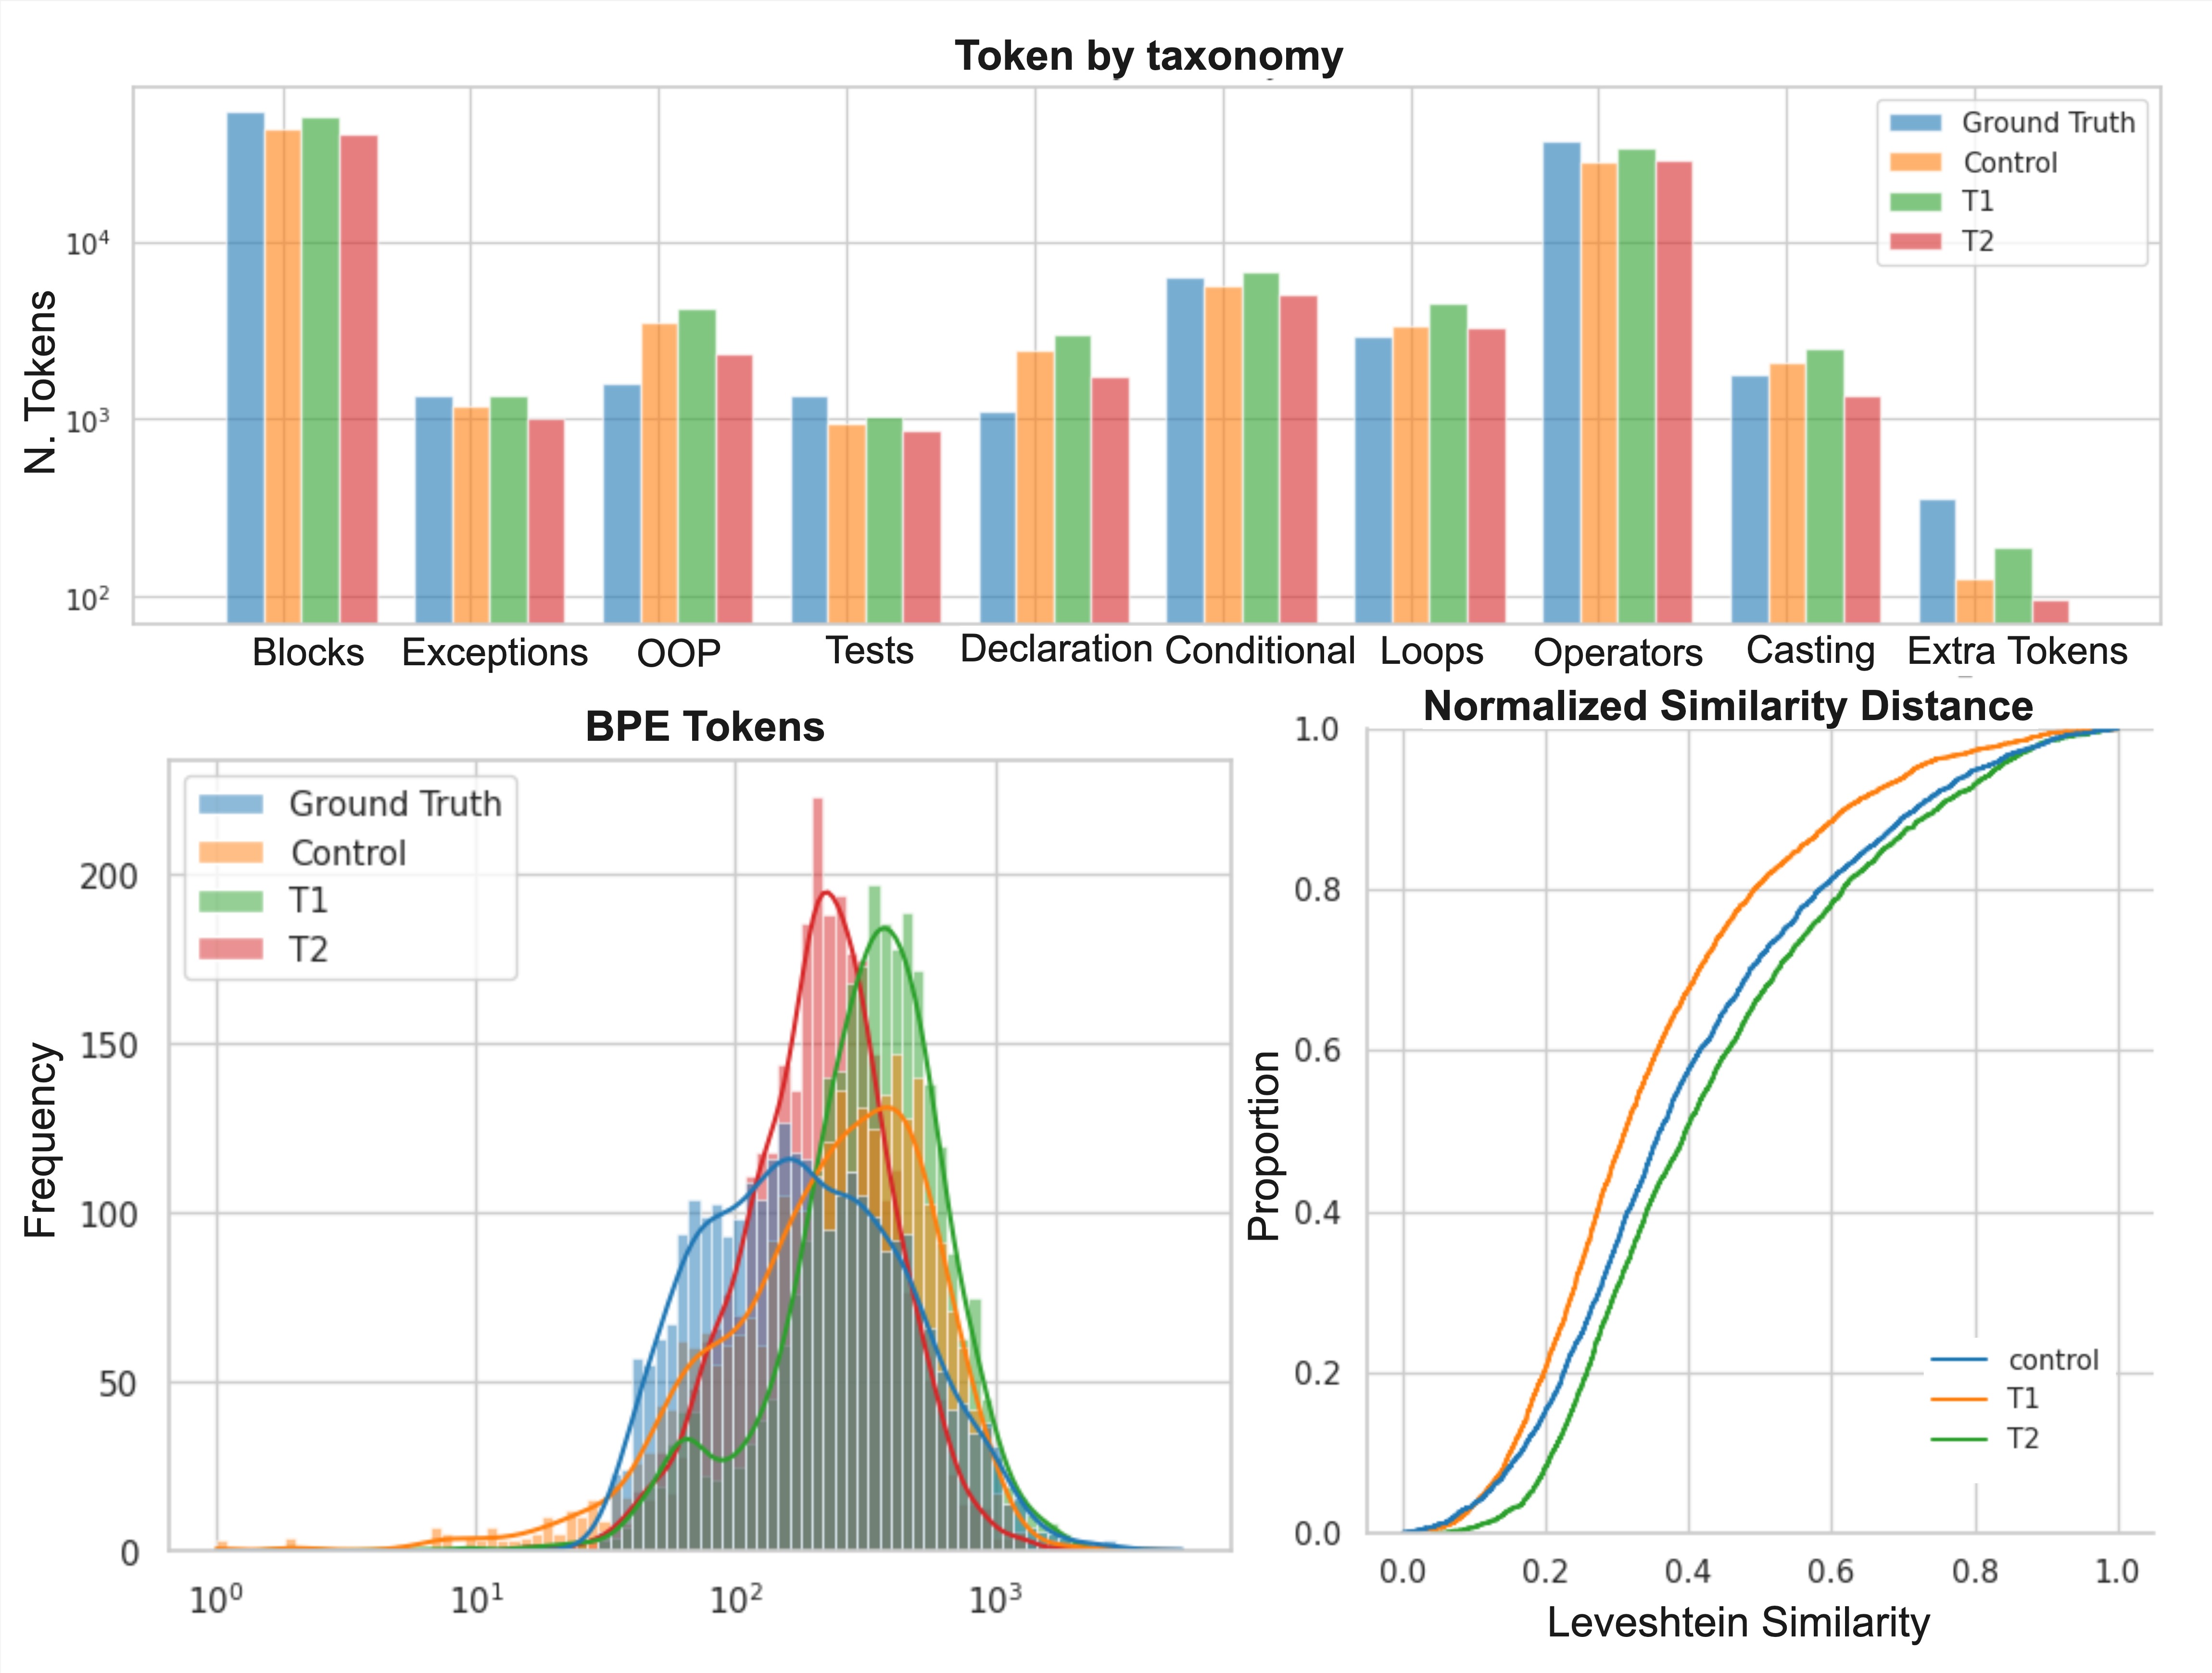 Token by taxonomy
Ground Truth
Control
T1
T2
N. Tokens
10⁴
10³
10²
Blocks Exceptions OOP Tests Declaration Conditional Loops Operators Casting Extra Tokens
BPE Tokens
Ground Truth
Control
T1
T2
Frequency
200
150
100
50
0
10⁰ 10¹ 10² 10³
Normalized Similarity Distance
Proportion
1.0
0.8
0.6
0.4
0.2
0.0
control
T1
T2
0.0 0.2 0.4 0.6 0.8 1.0
Leveshtein Similarity